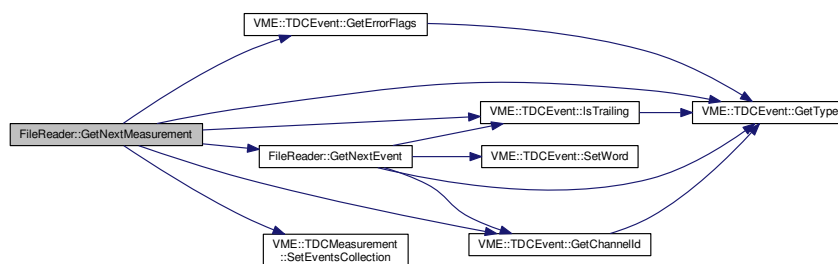 VME::TDCEvent::GetErrorFlags
VME::TDCEvent::IsTrailing
VME::TDCEvent::GetType
FileReader::GetNextMeasurement
FileReader::GetNextEvent
VME::TDCEvent::SetWord
VME::TDCMeasurement
::SetEventsCollection
VME::TDCEvent::GetChannelId